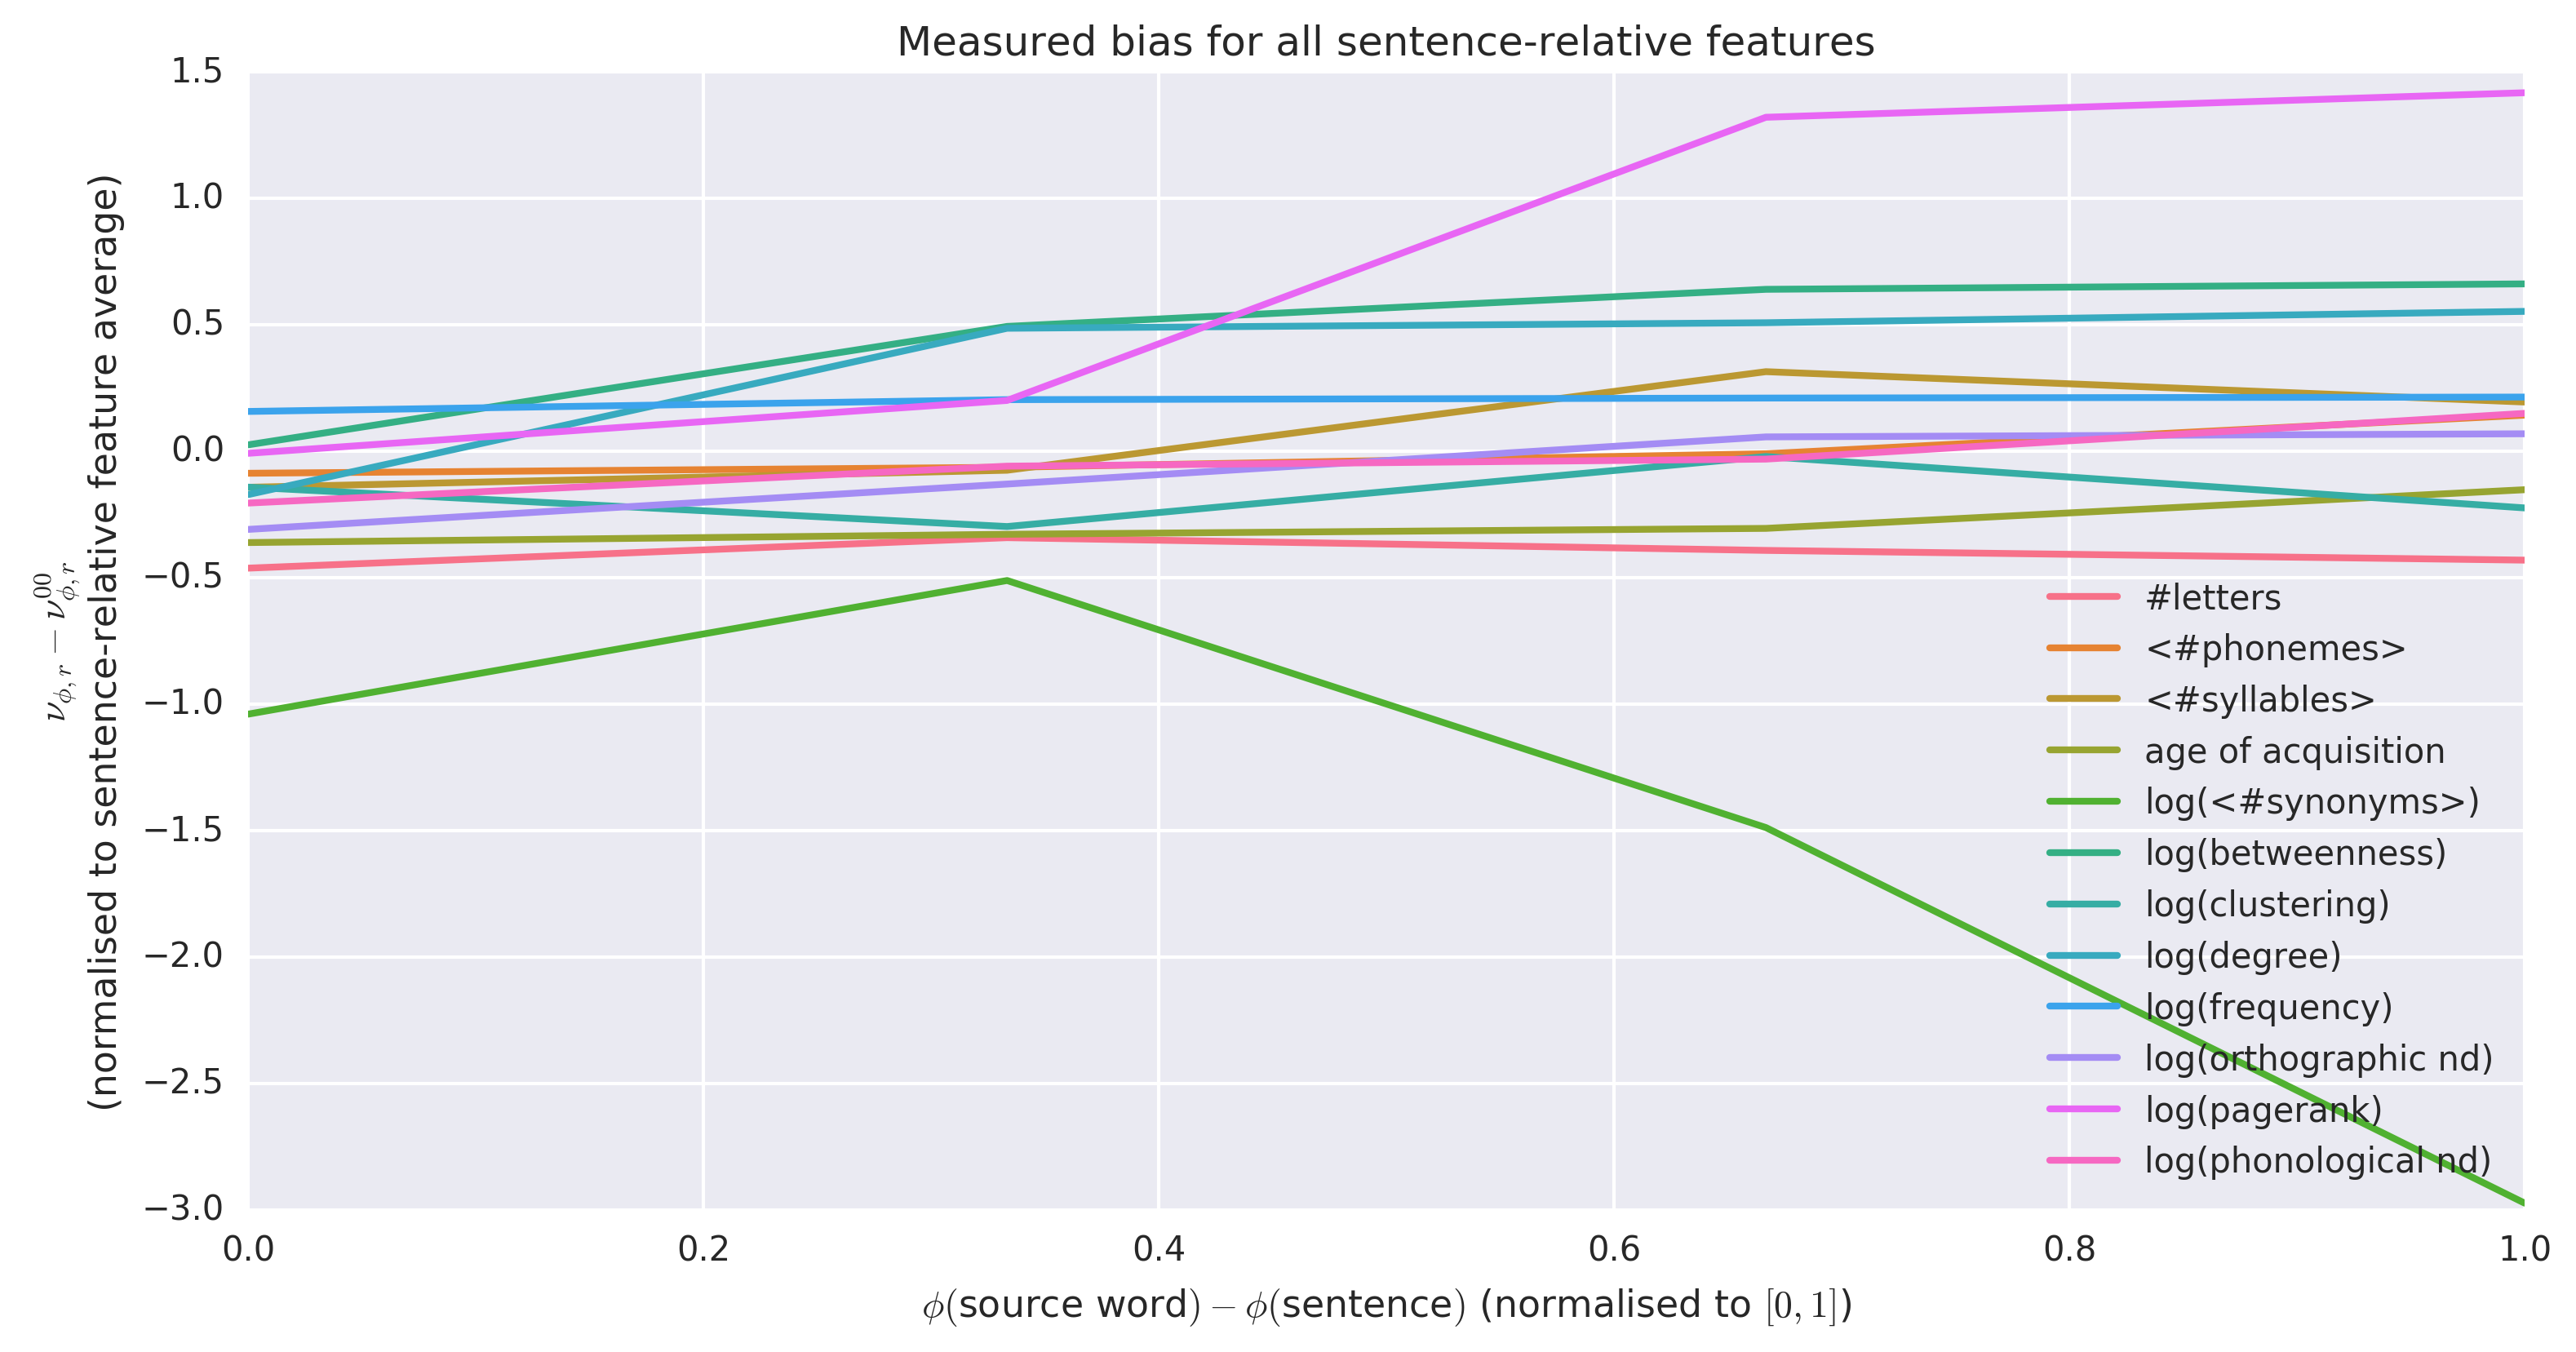 Measured bias for all sentence-relative features
1.5
1.0
0.5
0.0
−0.5
−1.0
−1.5
−2.0
−2.5
−3.0
0.0 0.2 0.4 0.6 0.8 1.0
ν_{ϕ,r} − ν^{00}_{ϕ,r}
(normalised to sentence-relative feature average)
ϕ(source word) − ϕ(sentence) (normalised to [0, 1])
#letters
<#phonemes>
<#syllables>
age of acquisition
log(<#synonyms>)
log(betweenness)
log(clustering)
log(degree)
log(frequency)
log(orthographic nd)
log(pagerank)
log(phonological nd)